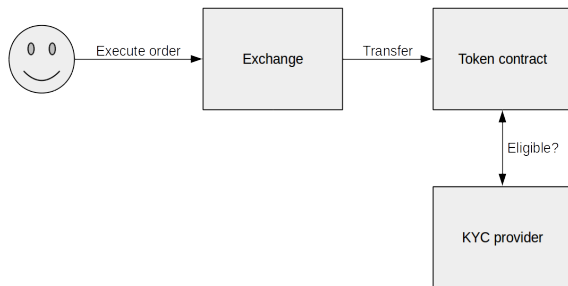 Execute order
Exchange
Transfer
Token contract
Eligible?
KYC provider